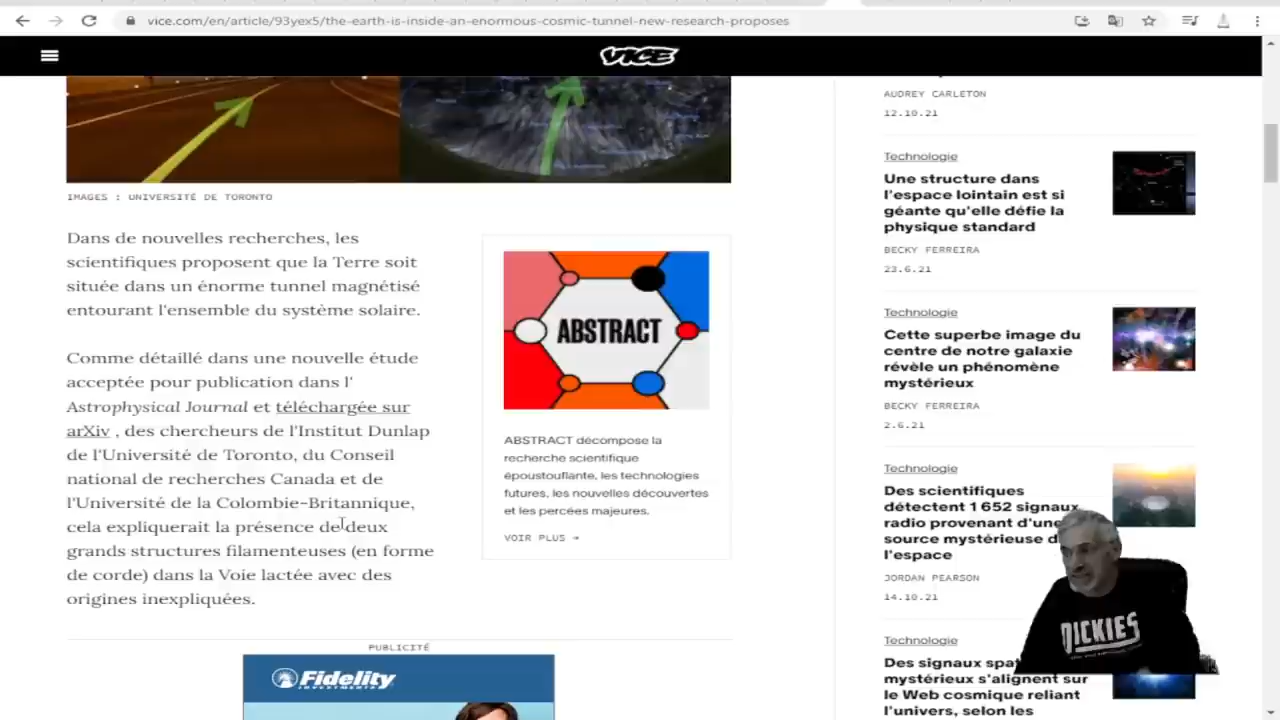 vice.com/en/article/93yex5/the-earth-is-inside-an-enormous-cosmic-tunnel-new-research-proposes
VICE
IMAGES : UNIVERSITÉ DE TORONTO
Dans de nouvelles recherches, les
scientifiques proposent que la Terre soit
située dans un énorme tunnel magnétisé
entourant l'ensemble du système solaire.
Comme détaillé dans une nouvelle étude
acceptée pour publication dans l'
Astrophysical Journal et téléchargée sur
arXiv , des chercheurs de l'Institut Dunlap
de l'Université de Toronto, du Conseil
national de recherches Canada et de
l'Université de la Colombie-Britannique,
cela expliquerait la présence de deux
grands structures filamenteuses (en forme
de corde) dans la Voie lactée avec des
origines inexpliquées.
ABSTRACT
ABSTRACT décompose la
recherche scientifique
époustouflante, les technologies
futures, les nouvelles découvertes
et les percées majeures.
VOIR PLUS →
PUBLICITÉ
Fidelity
INVESTMENTS
AUDREY CARLETON
12.10.21
Technologie
Une structure dans
l'espace lointain est si
géante qu'elle défie la
physique standard
BECKY FERREIRA
23.6.21
Technologie
Cette superbe image du
centre de notre galaxie
révèle un phénomène
mystérieux
BECKY FERREIRA
2.6.21
Technologie
Des scientifiques
détectent 1 652 signaux
radio provenant d'une
source mystérieuse d
l'espace
JORDAN PEARSON
14.10.21
Technologie
Des signaux spa
mystérieux s'alignent sur
le Web cosmique reliant
l'univers, selon les
DICKIES